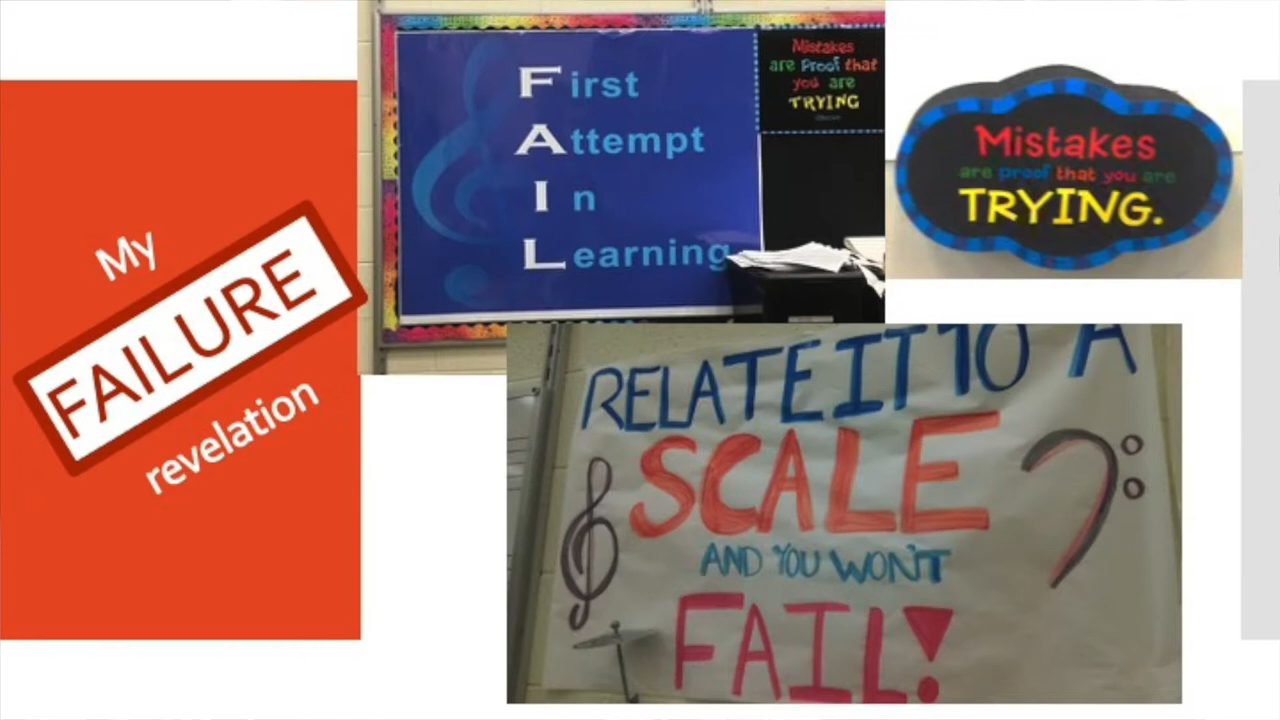 My
FAILURE
revelation
First
Attempt
In
Learning
Mistakes
are proof that
you are
TRYING
Mistakes
are proof that you are
TRYING.
RELATE IT TO A
SCALE
AND YOU WON'T
FAIL!